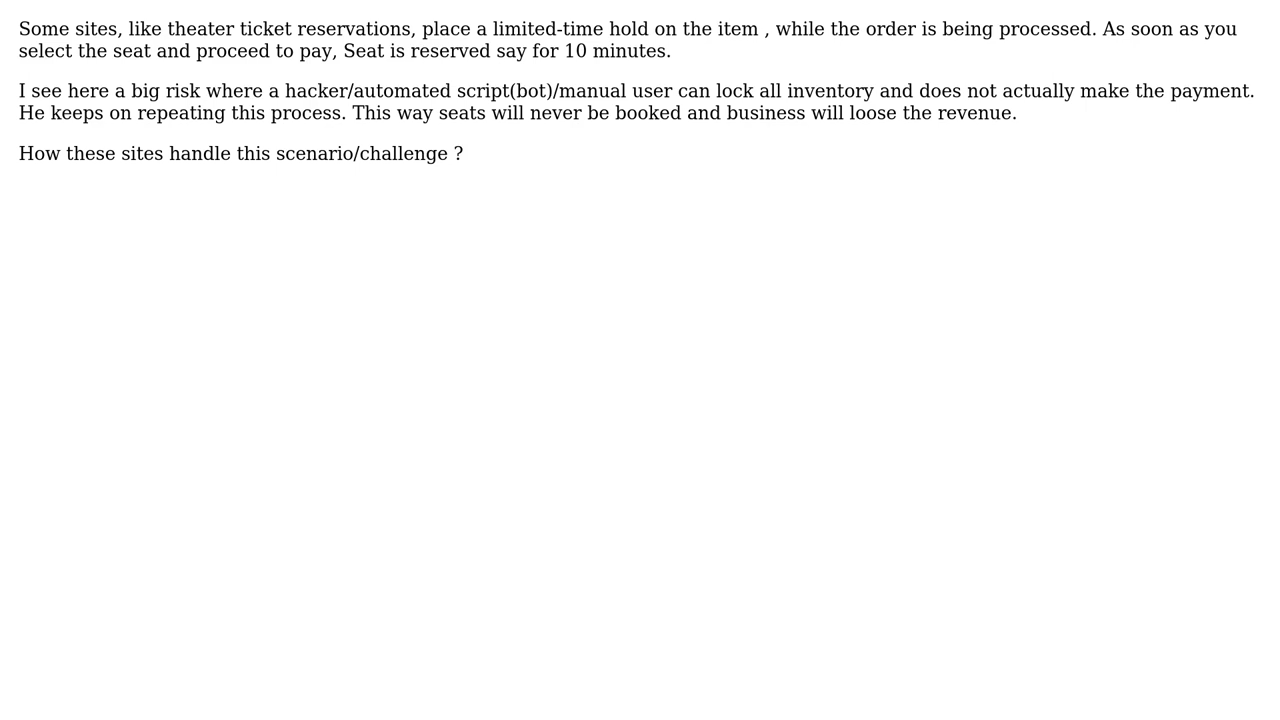 Some sites, like theater ticket reservations, place a limited-time hold on the item , while the order is being processed. As soon as you
select the seat and proceed to pay, Seat is reserved say for 10 minutes.
I see here a big risk where a hacker/automated script(bot)/manual user can lock all inventory and does not actually make the payment.
He keeps on repeating this process. This way seats will never be booked and business will loose the revenue.
How these sites handle this scenario/challenge ?